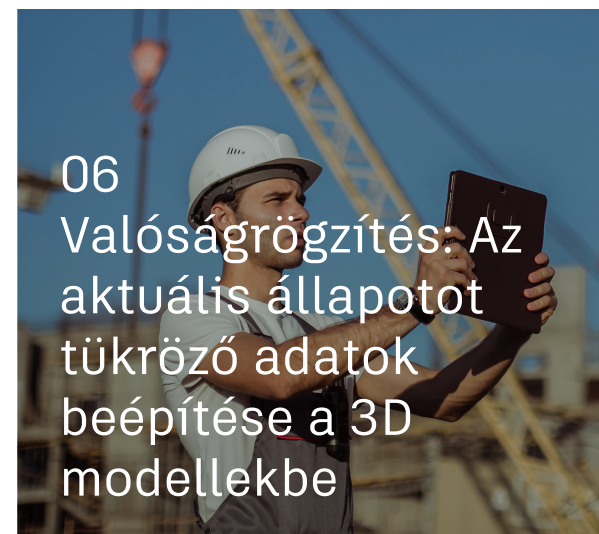 06
Valóságrögzítés: Az
aktuális állapotot
tükröző adatok
beépítése a 3D
modellekbe